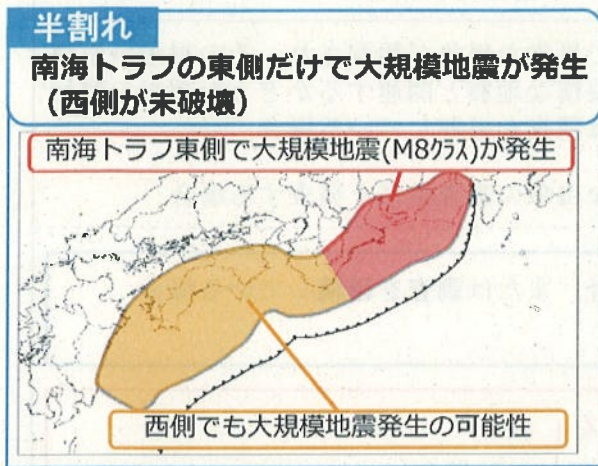 半割れ
南海トラフの東側だけで大規模地震が発生
（西側が未破壊）
南海トラフ東側で大規模地震(M8クラス)が発生
西側でも大規模地震発生の可能性